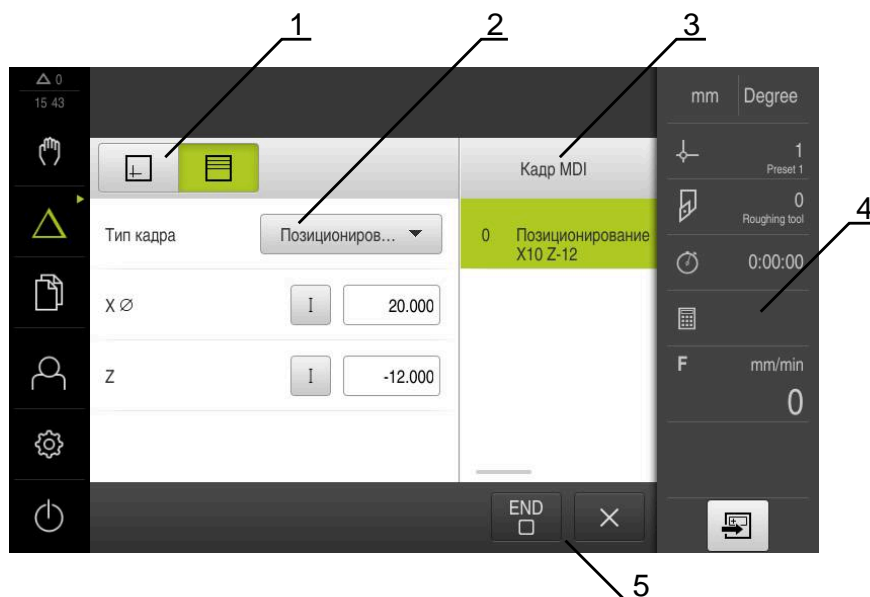 1 2 3
0
15 43
mm Degree
1
Preset 1
Кадр MDI
0
Roughing tool
4
Тип кадра Позициониров... 0 Позиционирование
X10 Z-12
0:00:00
X Ø I 20.000
F mm/min
Z I -12.000
0
END
5